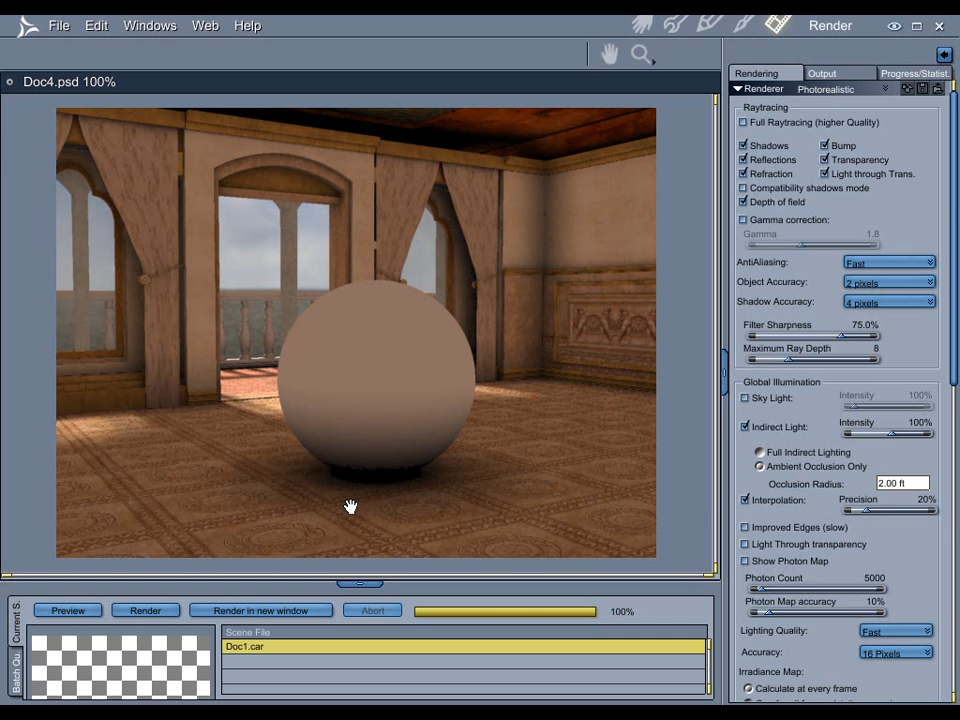 File Edit Windows Web Help Render
Doc4.psd 100%
Rendering Output Progress/Statist.
Renderer Photorealistic
Raytracing
Full Raytracing (higher Quality)
Shadows Bump
Reflections Transparency
Refraction Light through Trans.
Compatibility shadows mode
Depth of field
Gamma correction:
Gamma 1.8
AntiAliasing: Fast
Object Accuracy: 2 pixels
Shadow Accuracy: 4 pixels
Filter Sharpness 75.0%
Maximum Ray Depth 8
Global Illumination
Sky Light: Intensity 100%
Indirect Light: Intensity 100%
Full Indirect Lighting
Ambient Occlusion Only
Occlusion Radius: 2.00 ft
Interpolation: Precision 20%
Improved Edges (slow)
Light Through transparency
Show Photon Map
Photon Count 5000
Photon Map accuracy 10%
Lighting Quality: Fast
Accuracy: 16 Pixels
Irradiance Map:
Calculate at every frame
Current S.
Batch Qu.
Preview Render Render in new window Abort 100%
Scene File
Doc1.car